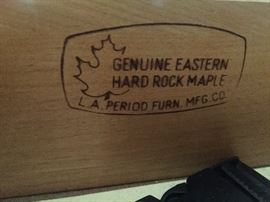 GENUINE EASTERN
HARD ROCK MAPLE
L.A. PERIOD FURN. MFG. CO.